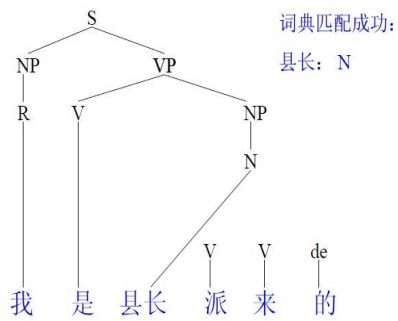 S
词典匹配成功:
NP VP
县长: N
R V NP
N
V V de
我 是 县长 派 来 的